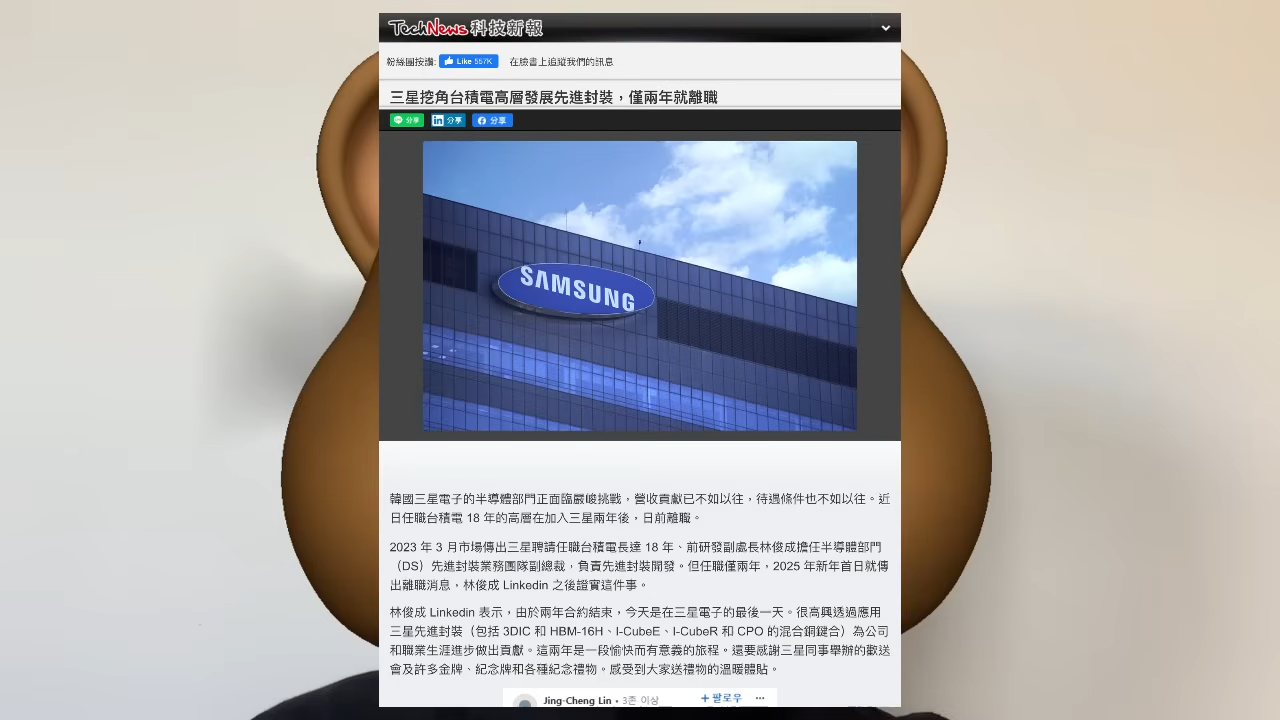 TechNews 科技新報
粉絲團按讚: Like 557K 在臉書上追蹤我們的訊息
三星挖角台積電高層發展先進封裝，僅兩年就離職
分享 分享 分享
SAMSUNG
韓國三星電子的半導體部門正面臨嚴峻挑戰，營收貢獻已不如以往，待遇條件也不如以往。近
日任職台積電 18 年的高層在加入三星兩年後，日前離職。
2023 年 3 月市場傳出三星聘請任職台積電長達 18 年、前研發副處長林俊成擔任半導體部門
（DS）先進封裝業務團隊副總裁，負責先進封裝開發。但任職僅兩年，2025 年新年首日就傳
出離職消息，林俊成 Linkedin 之後證實這件事。
林俊成 Linkedin 表示，由於兩年合約結束，今天是在三星電子的最後一天。很高興透過應用
三星先進封裝（包括 3DIC 和 HBM-16H、I-CubeE、I-CubeR 和 CPO 的混合銅鍵合）為公司
和職業生涯進步做出貢獻。這兩年是一段愉快而有意義的旅程。還要感謝三星同事舉辦的歡送
會及許多金牌、紀念牌和各種紀念禮物。感受到大家送禮物的溫暖體貼。
Jing-Cheng Lin • 3촌 이상 + 팔로우 ···